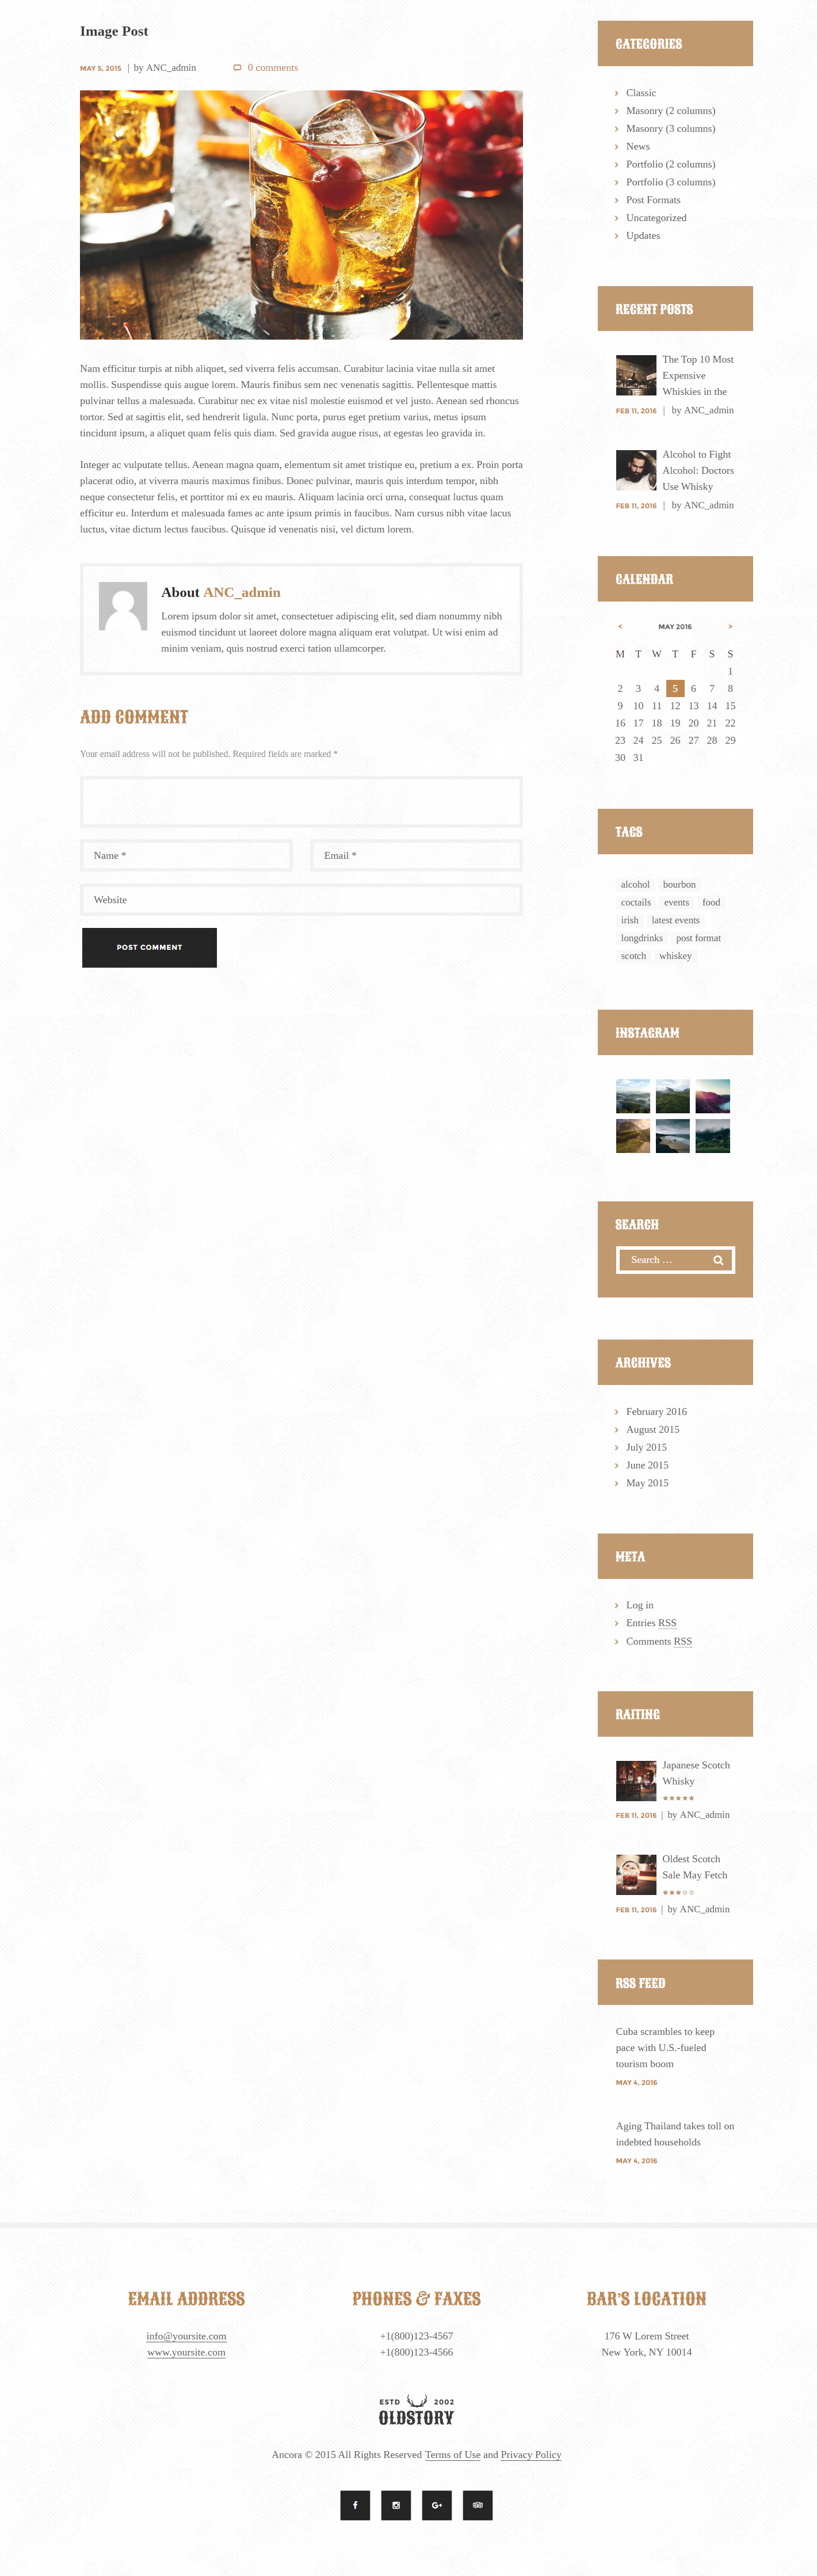 Image Post
MAY 5, 2015 | by ANC_admin 0 comments
Nam efficitur turpis at nibh aliquet, sed viverra felis accumsan. Curabitur lacinia vitae nulla sit amet
mollis. Suspendisse quis augue lorem. Mauris finibus sem nec venenatis sagittis. Pellentesque mattis
pulvinar tellus a malesuada. Curabitur nec ex vitae nisl molestie euismod et vel justo. Aenean sed rhoncus
tortor. Sed at sagittis elit, sed hendrerit ligula. Nunc porta, purus eget pretium varius, metus ipsum
tincidunt ipsum, a aliquet quam felis quis diam. Sed gravida augue risus, at egestas leo gravida in.
Integer ac vulputate tellus. Aenean magna quam, elementum sit amet tristique eu, pretium a ex. Proin porta
placerat odio, at viverra mauris maximus finibus. Donec pulvinar, mauris quis interdum tempor, nibh
neque consectetur felis, et porttitor mi ex eu mauris. Aliquam lacinia orci urna, consequat luctus quam
efficitur eu. Interdum et malesuada fames ac ante ipsum primis in faucibus. Nam cursus nibh vitae lacus
luctus, vitae dictum lectus faucibus. Quisque id venenatis nisi, vel dictum lorem.
About ANC_admin
Lorem ipsum dolor sit amet, consectetuer adipiscing elit, sed diam nonummy nibh
euismod tincidunt ut laoreet dolore magna aliquam erat volutpat. Ut wisi enim ad
minim veniam, quis nostrud exerci tation ullamcorper.
ADD COMMENT
Your email address will not be published. Required fields are marked *
Name *
Email *
Website
POST COMMENT
CATEGORIES
Classic
Masonry (2 columns)
Masonry (3 columns)
News
Portfolio (2 columns)
Portfolio (3 columns)
Post Formats
Uncategorized
Updates
RECENT POSTS
The Top 10 Most
Expensive
Whiskies in the
FEB 11, 2016 | by ANC_admin
Alcohol to Fight
Alcohol: Doctors
Use Whisky
FEB 11, 2016 | by ANC_admin
CALENDAR
< MAY 2016 >
M T W T F S S
1
2 3 4 5 6 7 8
9 10 11 12 13 14 15
16 17 18 19 20 21 22
23 24 25 26 27 28 29
30 31
TAGS
alcohol bourbon
coctails events food
irish latest events
longdrinks post format
scotch whiskey
INSTAGRAM
SEARCH
Search …
ARCHIVES
February 2016
August 2015
July 2015
June 2015
May 2015
META
Log in
Entries RSS
Comments RSS
RAITING
Japanese Scotch
Whisky
FEB 11, 2016 | by ANC_admin
Oldest Scotch
Sale May Fetch
FEB 11, 2016 | by ANC_admin
RSS FEED
Cuba scrambles to keep
pace with U.S.-fueled
tourism boom
MAY 4, 2016
Aging Thailand takes toll on
indebted households
MAY 4, 2016
EMAIL ADDRESS
info@yoursite.com
www.yoursite.com
PHONES & FAXES
+1(800)123-4567
+1(800)123-4566
BAR'S LOCATION
176 W Lorem Street
New York, NY 10014
ESTD 2002
OLDSTORY
Ancora © 2015 All Rights Reserved Terms of Use and Privacy Policy